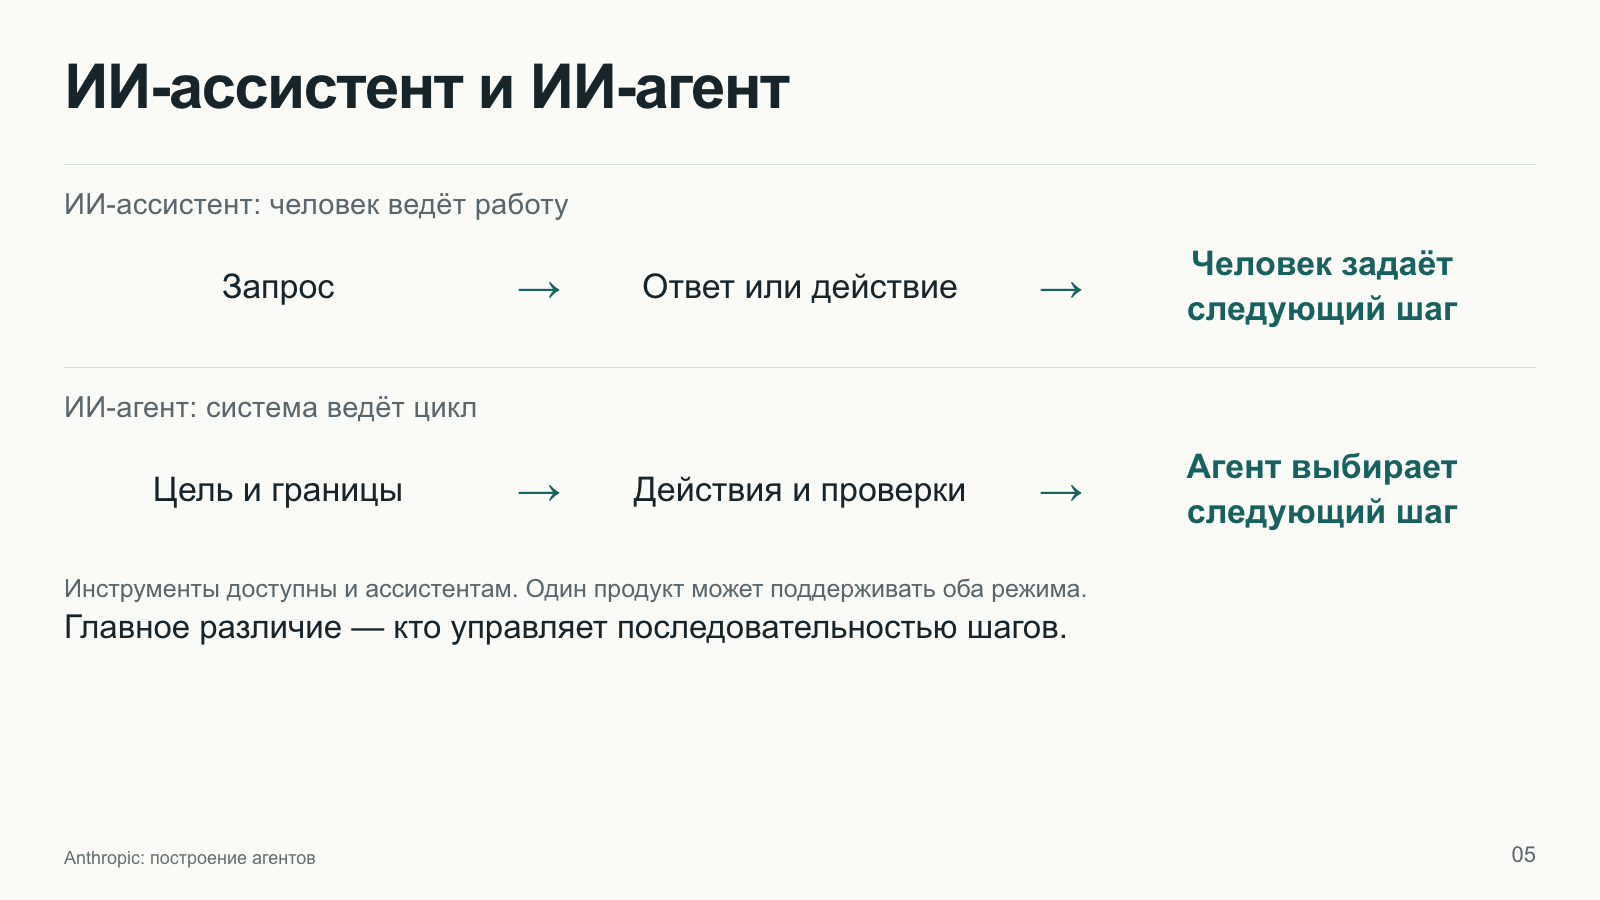 ИИ-ассистент и ИИ-агент
ИИ-ассистент: человек ведёт работу
Запрос → Ответ или действие → Человек задаёт
следующий шаг
ИИ-агент: система ведёт цикл
Цель и границы → Действия и проверки → Агент выбирает
следующий шаг
Инструменты доступны и ассистентам. Один продукт может поддерживать оба режима.
Главное различие — кто управляет последовательностью шагов.
Anthropic: построение агентов
05